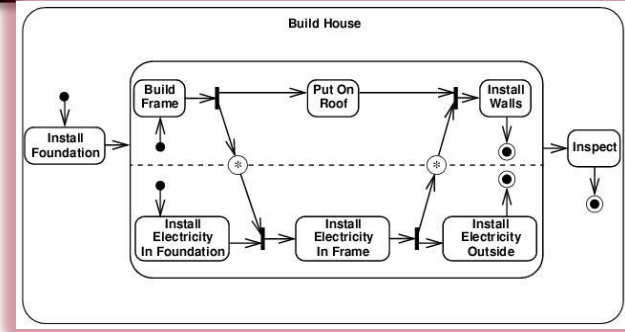 Build House
Build
Frame
Put On
Roof
Install
Walls
Install
Foundation
*
*
Inspect
Install
Electricity
In Foundation
Install
Electricity
In Frame
Install
Electricity
Outside